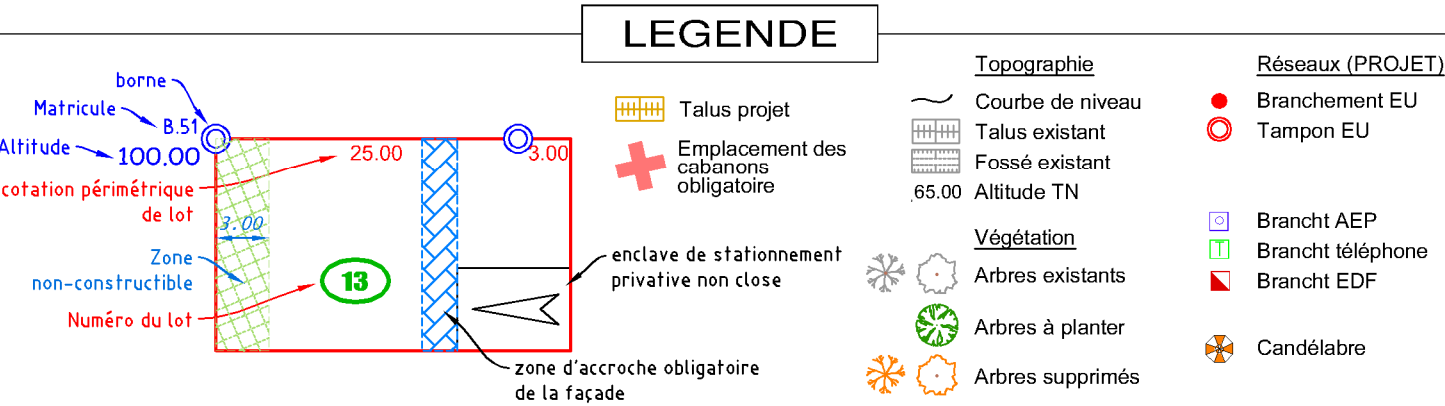 LEGENDE
borne
Matricule
B.51
Altitude
100.00
25.00
3.00
cotation périmétrique
de lot
3.00
Zone
non-constructible
13
Numéro du lot
enclave de stationnement
privative non close
zone d'accroche obligatoire
de la façade
Talus projet
Emplacement des
cabanons
obligatoire
Topographie
Courbe de niveau
Talus existant
Fossé existant
65.00 Altitude TN
Végétation
Arbres existants
Arbres à planter
Arbres supprimés
Réseaux (PROJET)
Branchement EU
Tampon EU
Brancht AEP
T Brancht téléphone
Brancht EDF
Candélabre